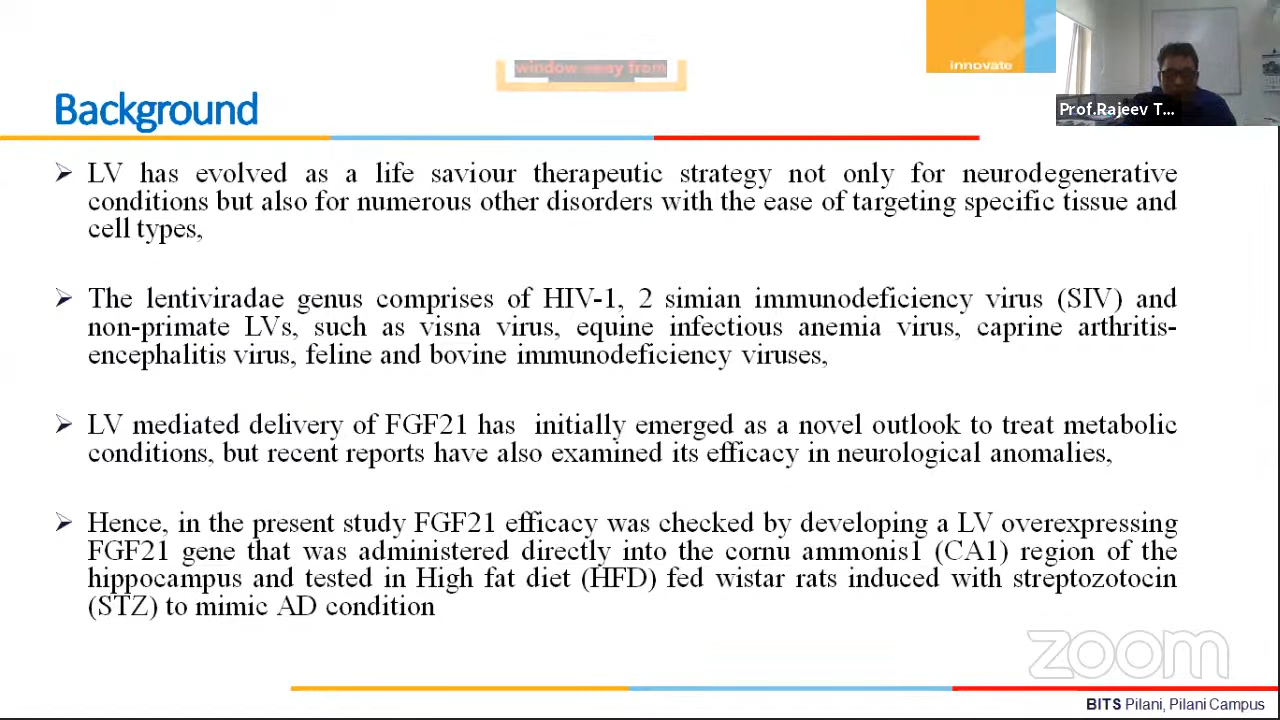 innovate
window away from
Prof.Rajeev T...
Background
➢ LV has evolved as a life saviour therapeutic strategy not only for neurodegenerative
conditions but also for numerous other disorders with the ease of targeting specific tissue and
cell types,
➢ The lentiviradae genus comprises of HIV-1, 2 simian immunodeficiency virus (SIV) and
non-primate LVs, such as visna virus, equine infectious anemia virus, caprine arthritis-
encephalitis virus, feline and bovine immunodeficiency viruses,
➢ LV mediated delivery of FGF21 has initially emerged as a novel outlook to treat metabolic
conditions, but recent reports have also examined its efficacy in neurological anomalies,
➢ Hence, in the present study FGF21 efficacy was checked by developing a LV overexpressing
FGF21 gene that was administered directly into the cornu ammonis1 (CA1) region of the
hippocampus and tested in High fat diet (HFD) fed wistar rats induced with streptozotocin
(STZ) to mimic AD condition
zoom
BITS Pilani, Pilani Campus